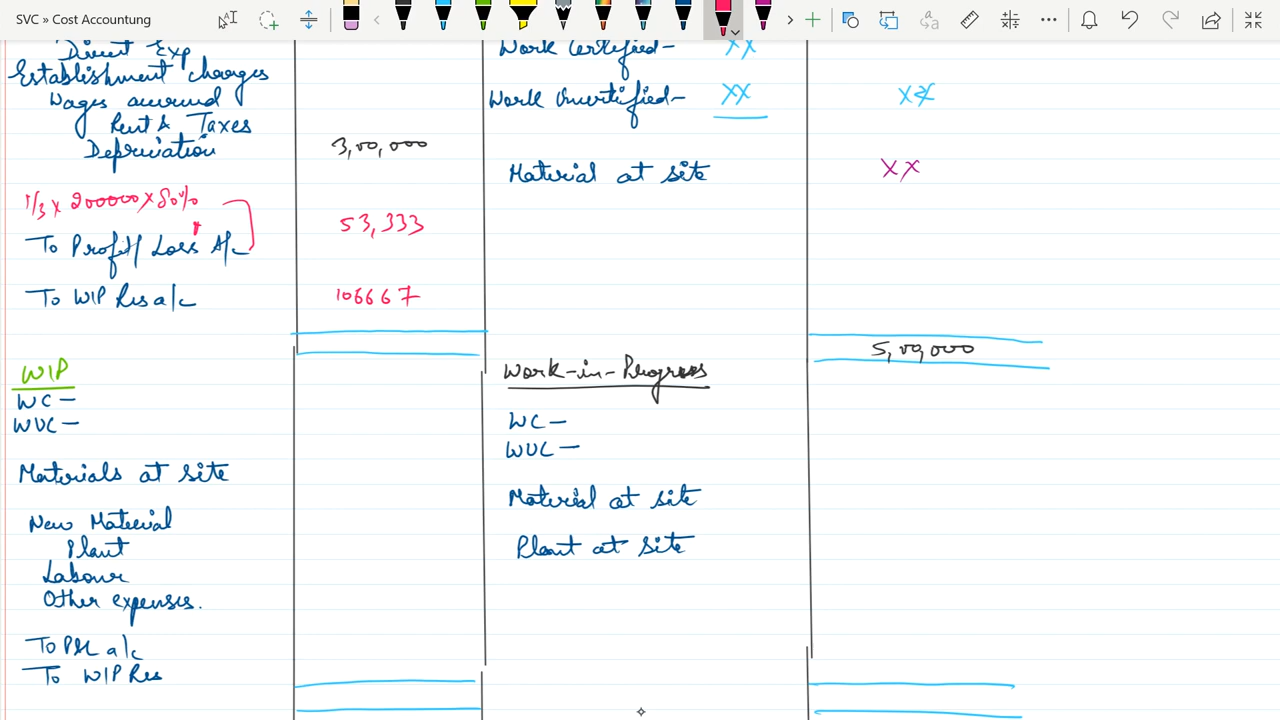 SVC » Cost Accountung
Direct Exp
Establishment charges
Wages accurred
Rent & Taxes
Depriciation 3,00,000
1/3 x 200000 x 80%
53,333
To Profit/ Loss A/c
To WIP Res a/c 106667
Work Certified- XX
Work Uncertified- XX XX
Material at site XX
5,00,000
WIP
WC -
WUC -
Materials at site
New Material
Plant
Labour
Other expenses.
To P&L a/c
To WIP Res
Work-in-Progress
WC -
WUC -
Material at site
Plant at site